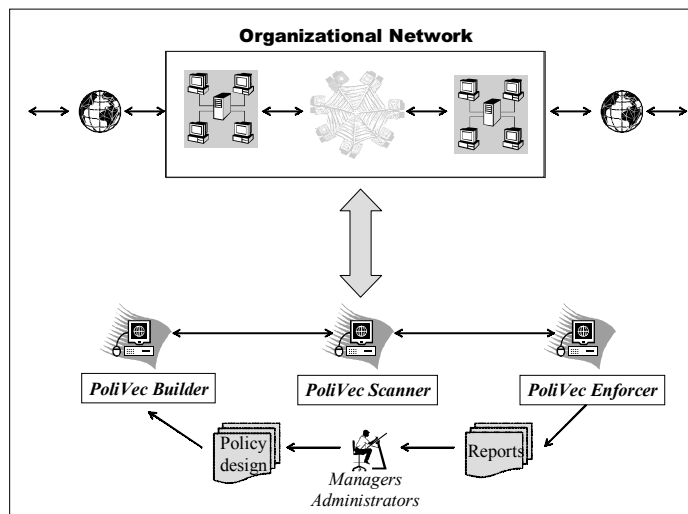 Organizational Network
PoliVec Builder
PoliVec Scanner
PoliVec Enforcer
Policy
design
Managers
Administrators
Reports